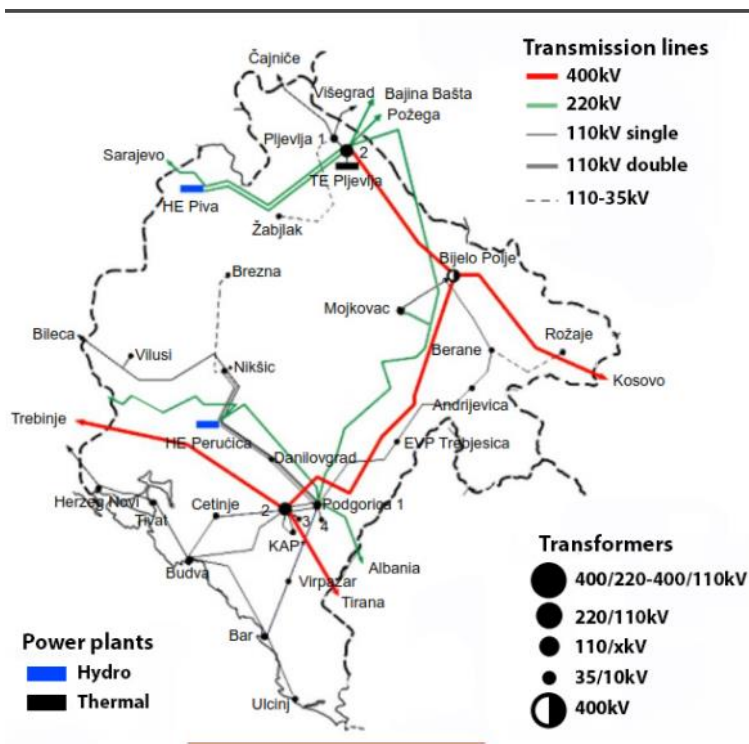 Transmission lines
400kV
220kV
110kV single
110kV double
110-35kV
Čajniče
Višegrad
Bajina Bašta
Požega
Pljevlja 1
2
TE Pljevlja
Sarajevo
HE Piva
Žabljak
Bijelo Polje
Brezna
Mojkovac
Bileca
Vilusi
Nikšic
Berane
Rožaje
Kosovo
Andrijevica
Trebinje
HE Perućica
EVP Trebjesica
Danilovgrad
Herzeg Novi
Tivat
Cetinje
2
Podgorica 1
3
4
KAP
Budva
Albania
Virpazar
Tirana
Bar
Ulcinj
Transformers
400/220-400/110kV
220/110kV
110/xkV
35/10kV
400kV
Power plants
Hydro
Thermal